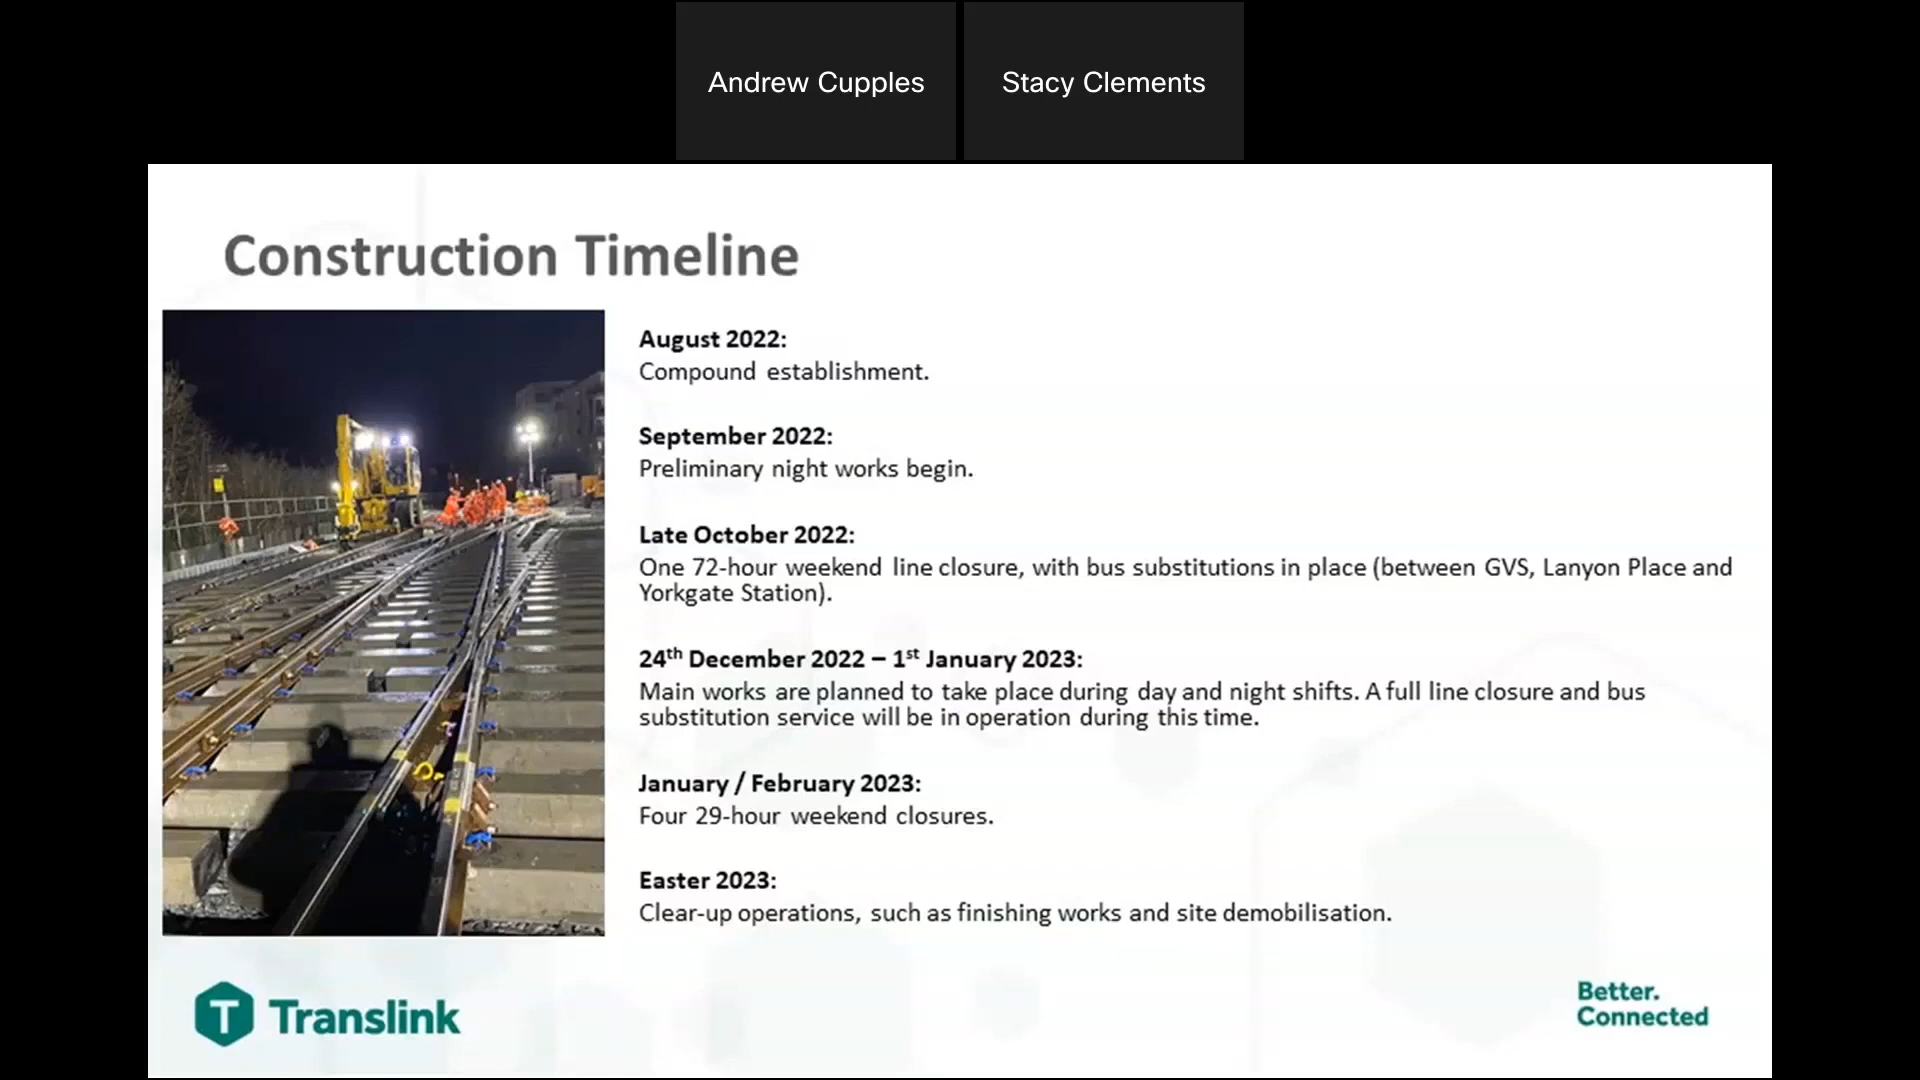 Andrew Cupples
Stacy Clements
Construction Timeline
August 2022:
Compound establishment.
September 2022:
Preliminary night works begin.
Late October 2022:
One 72-hour weekend line closure, with bus substitutions in place (between GVS, Lanyon Place and
Yorkgate Station).
24th December 2022 – 1st January 2023:
Main works are planned to take place during day and night shifts. A full line closure and bus
substitution service will be in operation during this time.
January / February 2023:
Four 29-hour weekend closures.
Easter 2023:
Clear-up operations, such as finishing works and site demobilisation.
T Translink
Better.
Connected